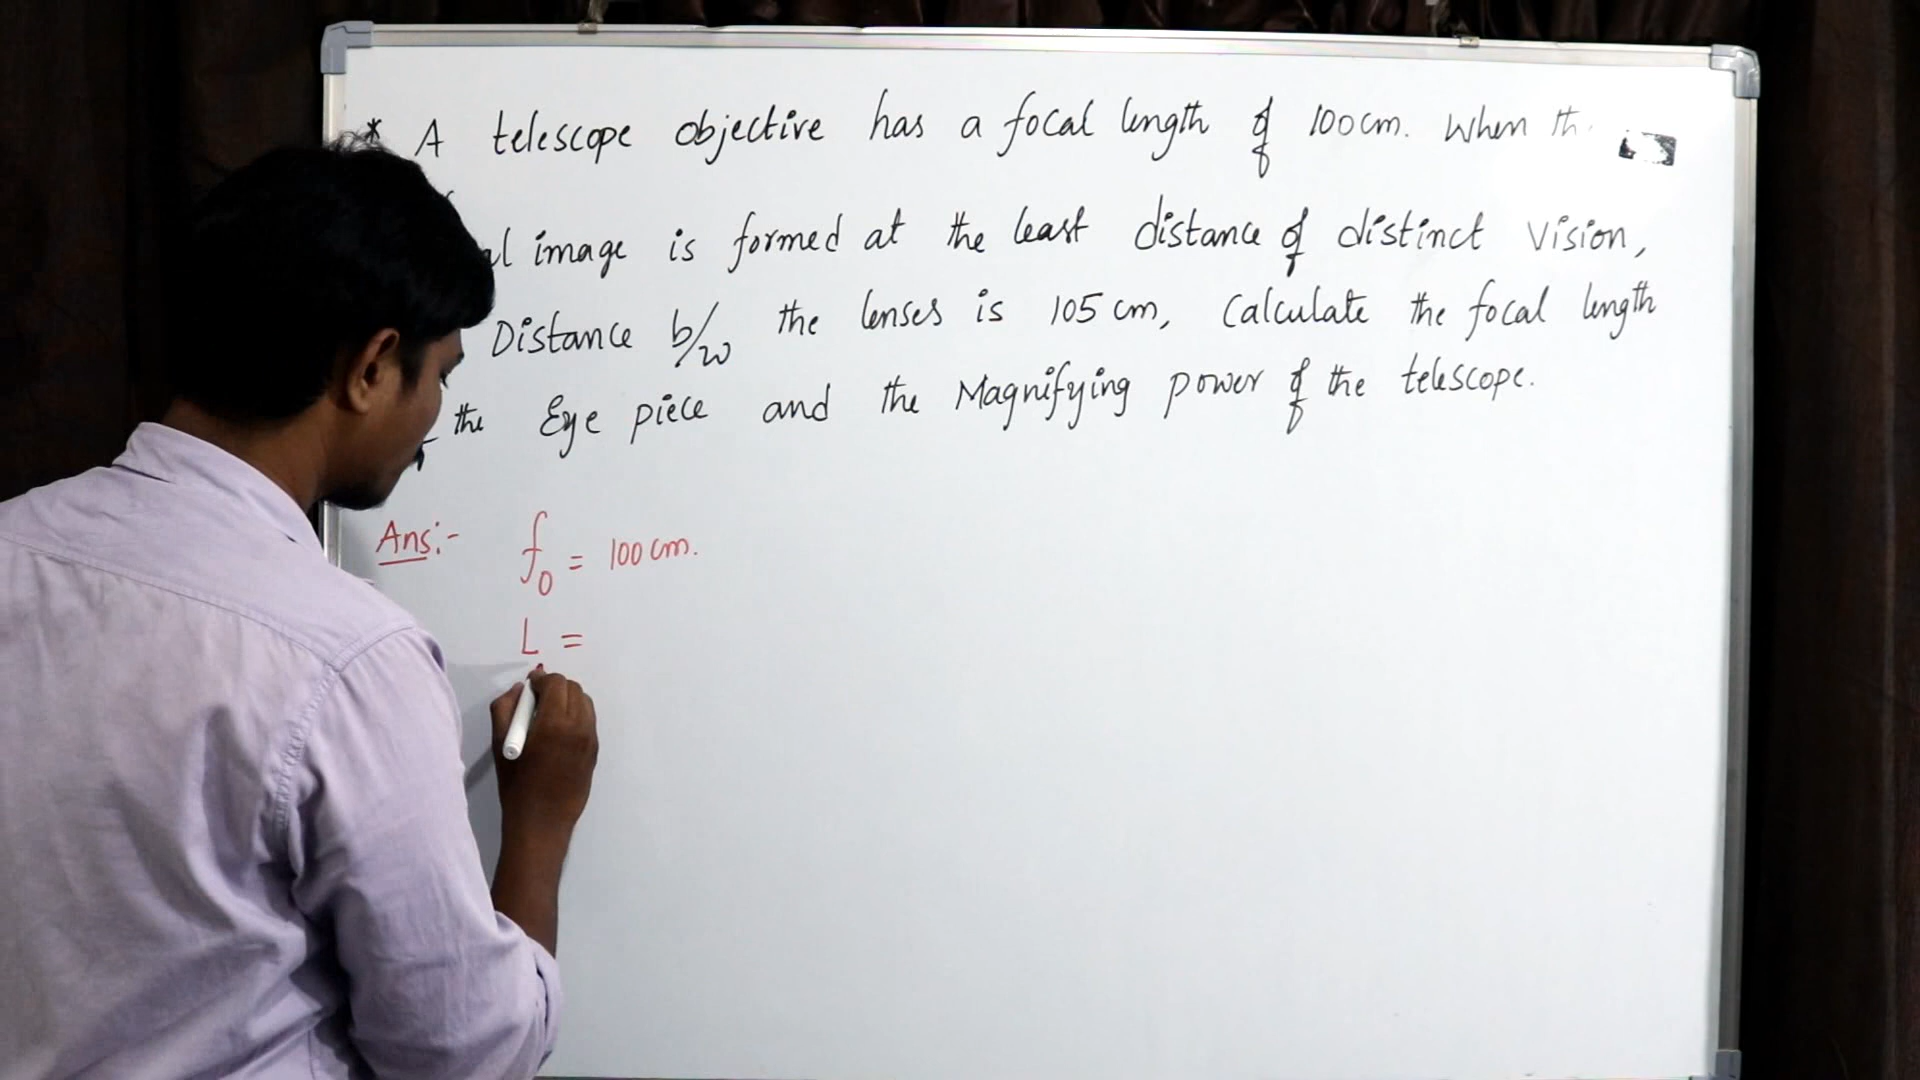 * A telescope objective has a focal length of 100cm. When
image is formed at the least distance of distinct Vision,
Distance b/w the lenses is 105 cm, Calculate the focal length
the Eye piece and the Magnifying power of the telescope.
Ans:- f0 = 100 cm.
L =